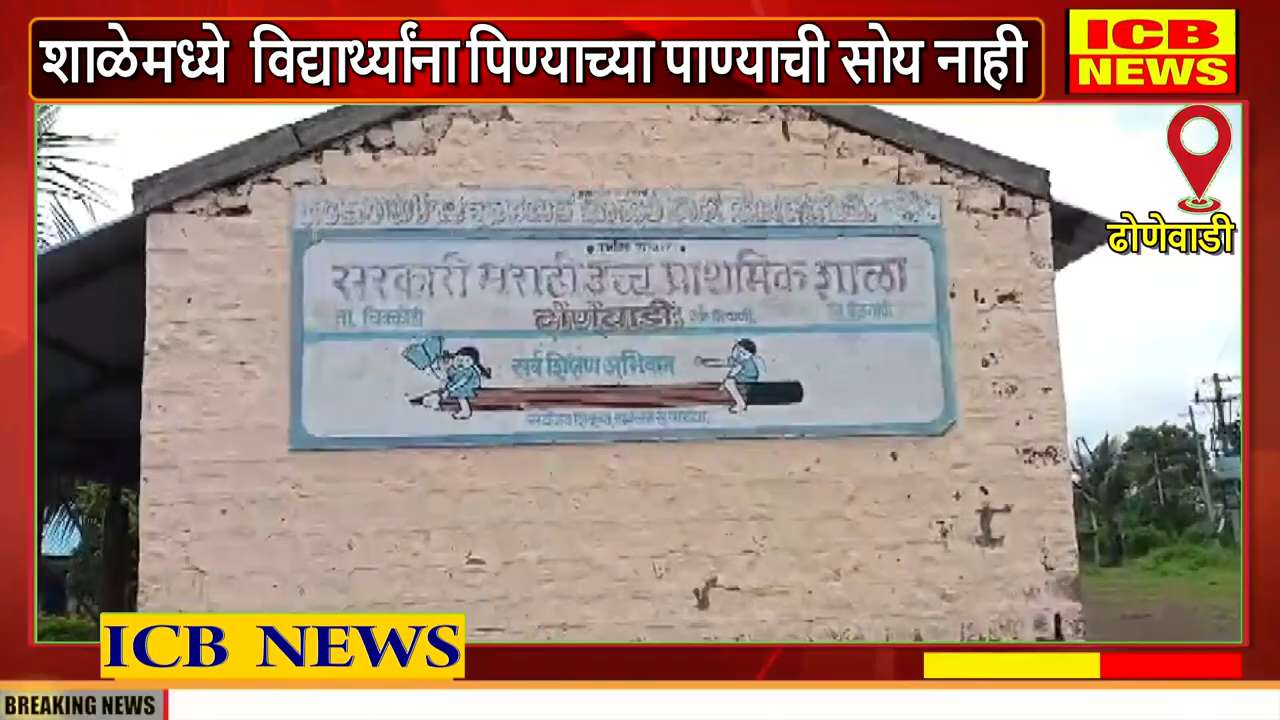 शाळेमध्ये विद्यार्थ्यांना पिण्याच्या पाण्याची सोय नाही
ICB
NEWS
ढोणेवाडी
सरकारी मराठी उच्च प्राथमिक शाळा
ता. चिक्कोडी ढोणेवाडी
सर्व शिक्षण अभियान
ICB NEWS
BREAKING NEWS